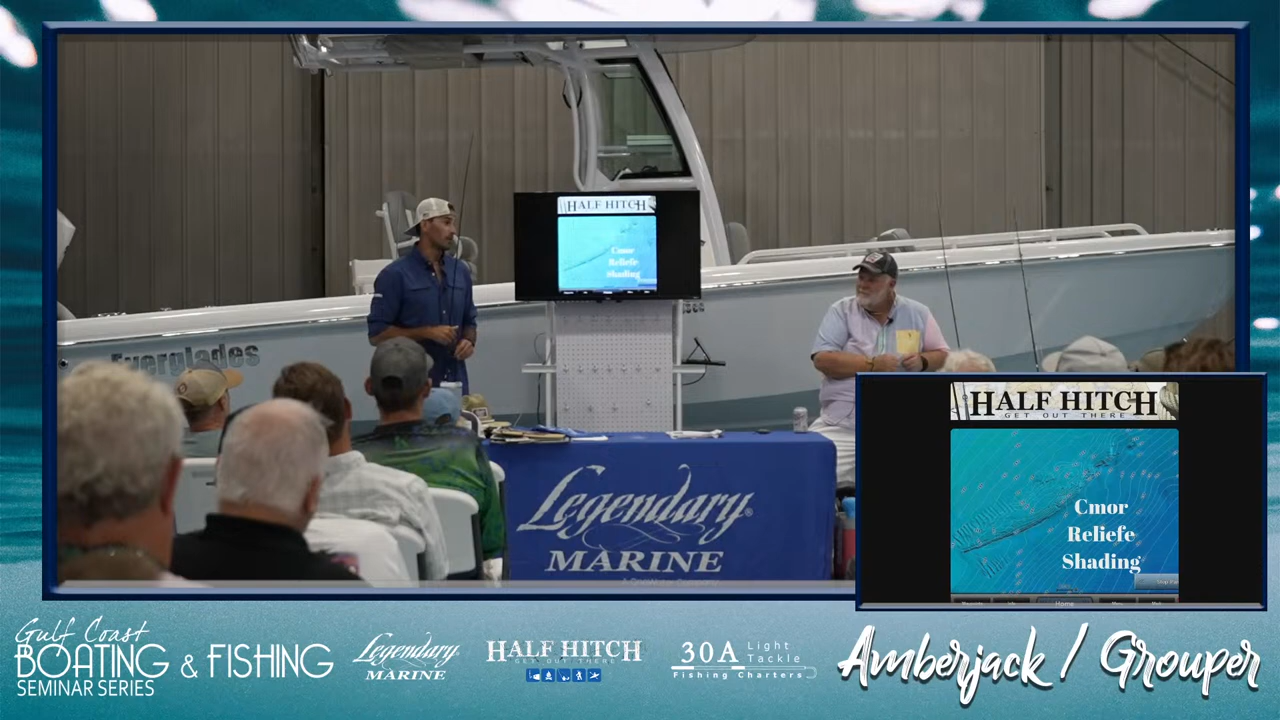 HALF HITCH
Cmor
Reliefe
Shading
Everglades
Legendary
MARINE
HALF HITCH
GET OUT THERE
Cmor
Reliefe
Shading
Home
Gulf Coast
BOATING & FISHING
SEMINAR SERIES
Legendary
MARINE
HALF HITCH
GET OUT THERE
30A Light Tackle
Fishing Charters
Amberjack / Grouper